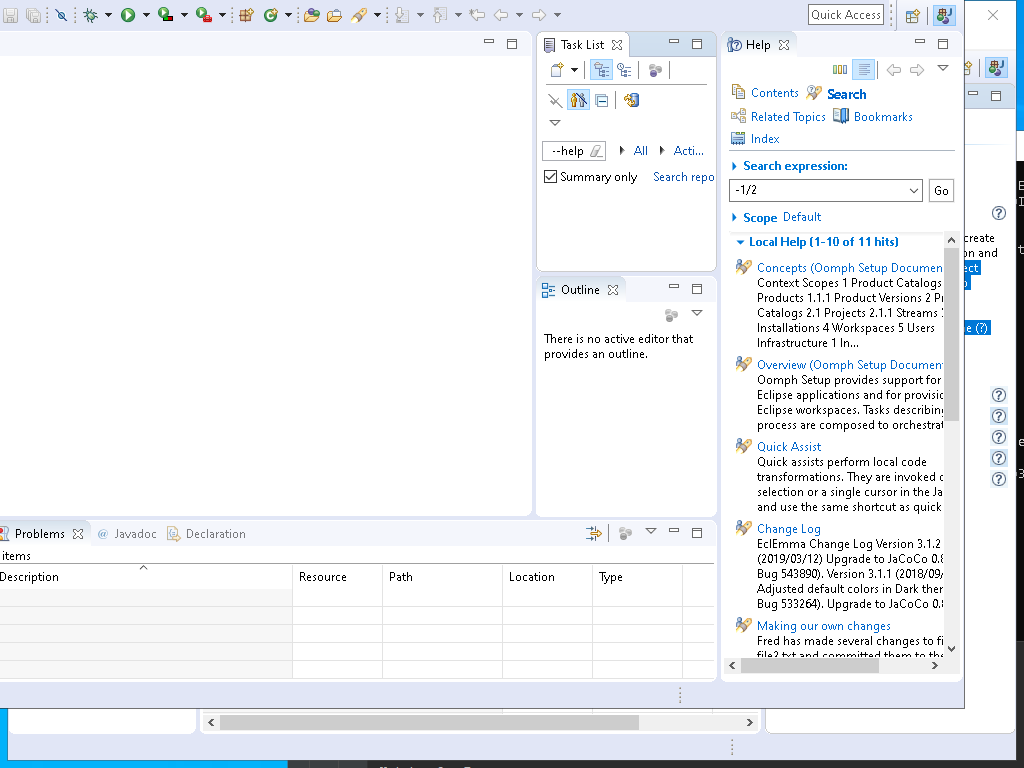 Quick Access
Task List
--help
All
Acti...
Summary only
Search repo
Outline
There is no active editor that
provides an outline.
Help
Contents
Search
Related Topics
Bookmarks
Index
Search expression:
-1/2
Go
Scope
Default
Local Help (1-10 of 11 hits)
Concepts (Oomph Setup Documen
Context Scopes 1 Product Catalogs
Products 1.1.1 Product Versions 2 P
Catalogs 2.1 Projects 2.1.1 Streams
Installations 4 Workspaces 5 Users
Infrastructure 1 In...
Overview (Oomph Setup Documen
Oomph Setup provides support for
Eclipse applications and for provisio
Eclipse workspaces. Tasks describing
process are composed to orchestrat
Quick Assist
Quick assists perform local code
transformations. They are invoked
selection or a single cursor in the Ja
and use the same shortcut as quick
Change Log
EclEmma Change Log Version 3.1.2
(2019/03/12) Upgrade to JaCoCo 0.8
Bug 543890). Version 3.1.1 (2018/09/
Adjusted default colors in Dark then
Bug 533264). Upgrade to JaCoCo 0.8
Making our own changes
Fred has made several changes to fi
file2.txt and committed them to the
create
on and
ect
e (?)
Problems
@ Javadoc
Declaration
items
Description
Resource
Path
Location
Type